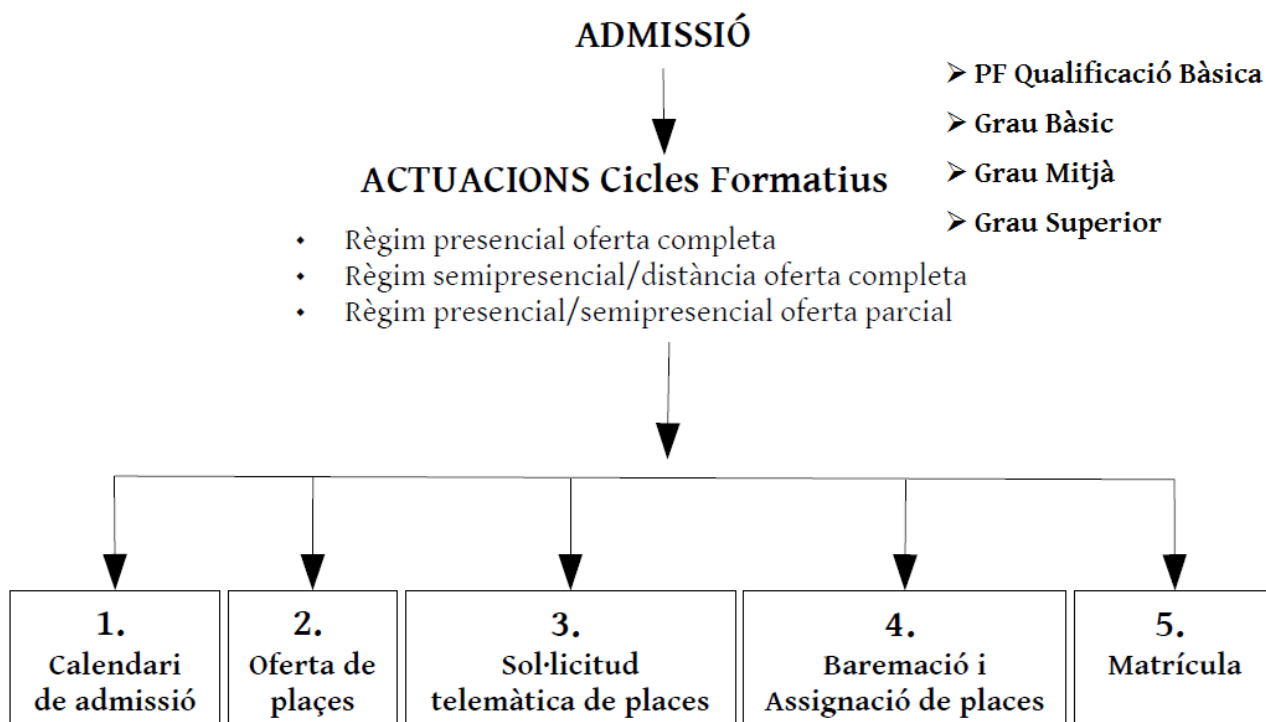 ADMISSIÓ
➢ PF Qualificació Bàsica
➢ Grau Bàsic
➢ Grau Mitjà
➢ Grau Superior
ACTUACIONS Cicles Formatius
• Règim presencial oferta completa
• Règim semipresencial/distància oferta completa
• Règim presencial/semipresencial oferta parcial
1.
Calendari
de admissió
2.
Oferta de
plaçes
3.
Sol·licitud
telemàtica de places
4.
Baremació i
Assignació de places
5.
Matrícula